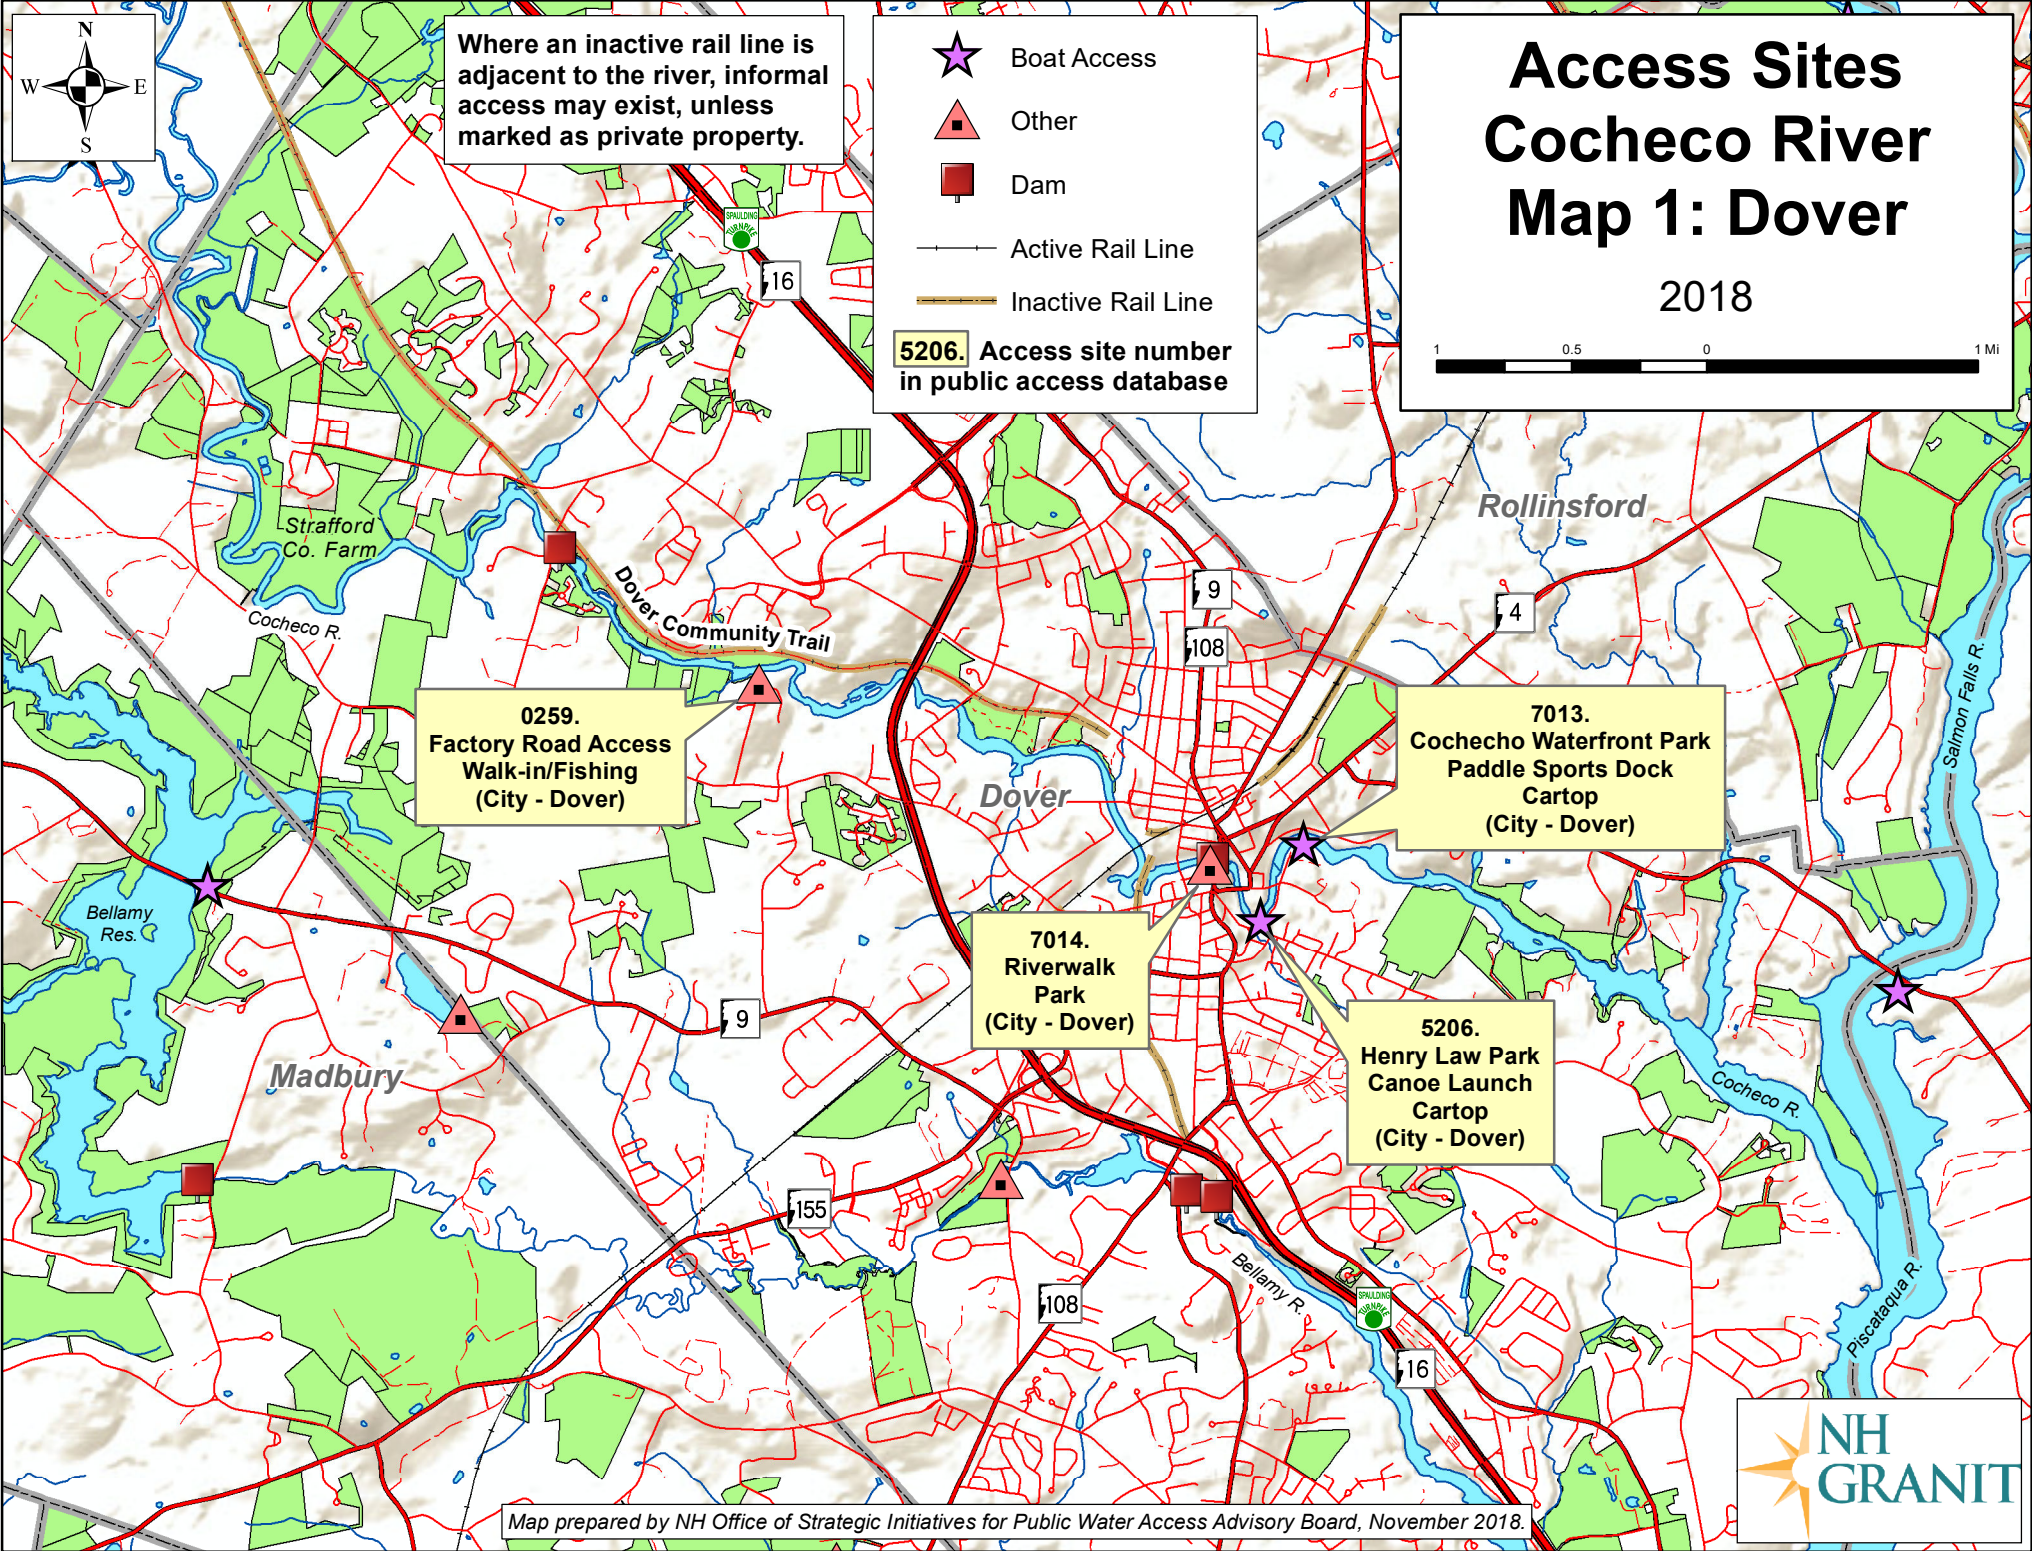 N
W
E
S
Where an inactive rail line is
adjacent to the river, informal
access may exist, unless
marked as private property.
Boat Access
Other
Dam
Active Rail Line
Inactive Rail Line
5206. Access site number
in public access database
Access Sites
Cocheco River
Map 1: Dover
2018
1 0.5 0 1 Mi
SPAULDING
TURNPIKE
16
Rollinsford
Strafford
Co. Farm
Cocheco R.
Dover Community Trail
9
108
4
Salmon Falls R.
0259.
Factory Road Access
Walk-in/Fishing
(City - Dover)
7013.
Cochecho Waterfront Park
Paddle Sports Dock
Cartop
(City - Dover)
Dover
Bellamy
Res.
7014.
Riverwalk
Park
(City - Dover)
5206.
Henry Law Park
Canoe Launch
Cartop
(City - Dover)
9
Madbury
Cocheco R.
155
108
Bellamy R.
SPAULDING
TURNPIKE
16
Piscataqua R.
NH
GRANIT
Map prepared by NH Office of Strategic Initiatives for Public Water Access Advisory Board, November 2018.